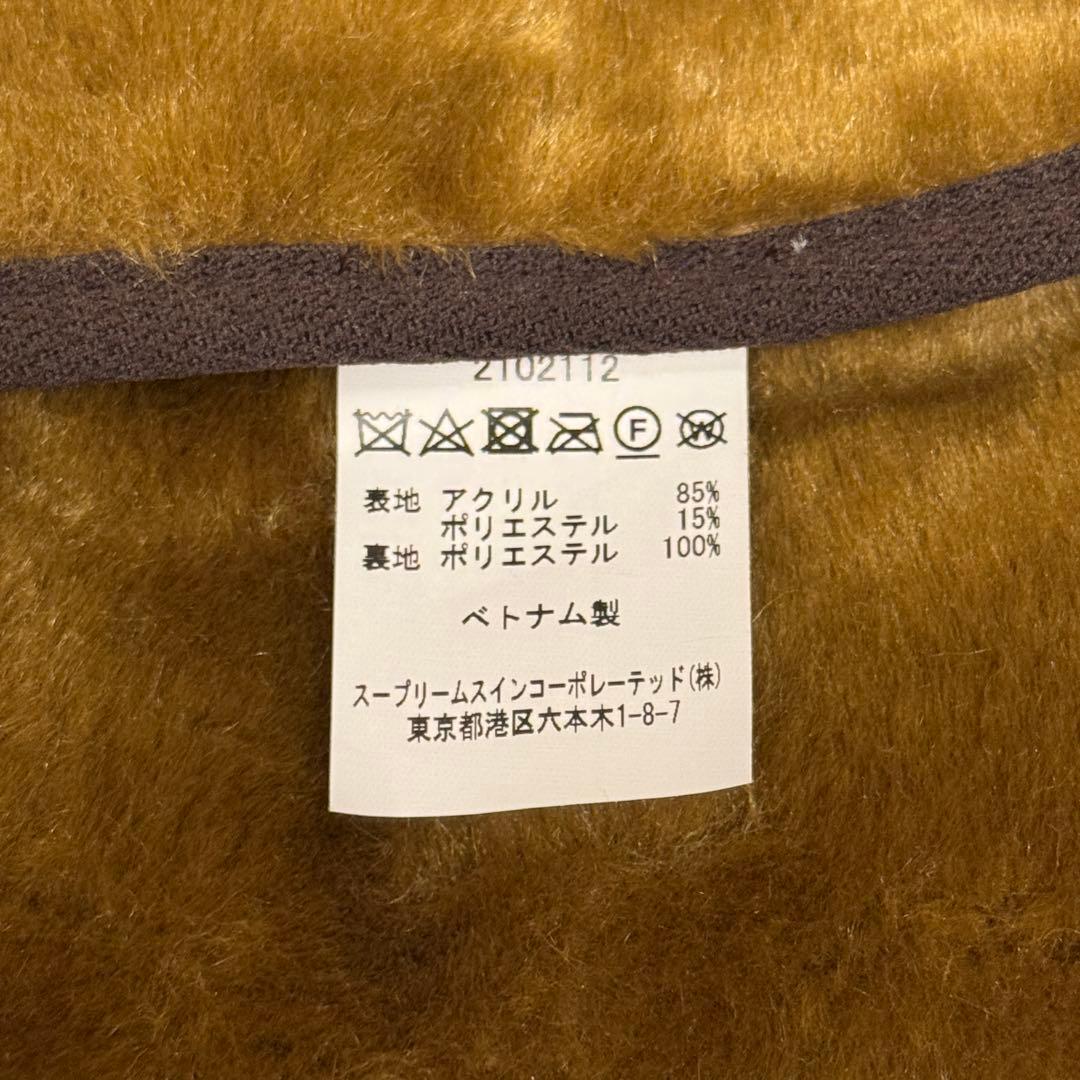 2102112
F W
表地 アクリル 85%
ポリエステル 15%
裏地 ポリエステル 100%
ベトナム製
スープリームスインコーポレーテッド(株)
東京都港区六本木1-8-7